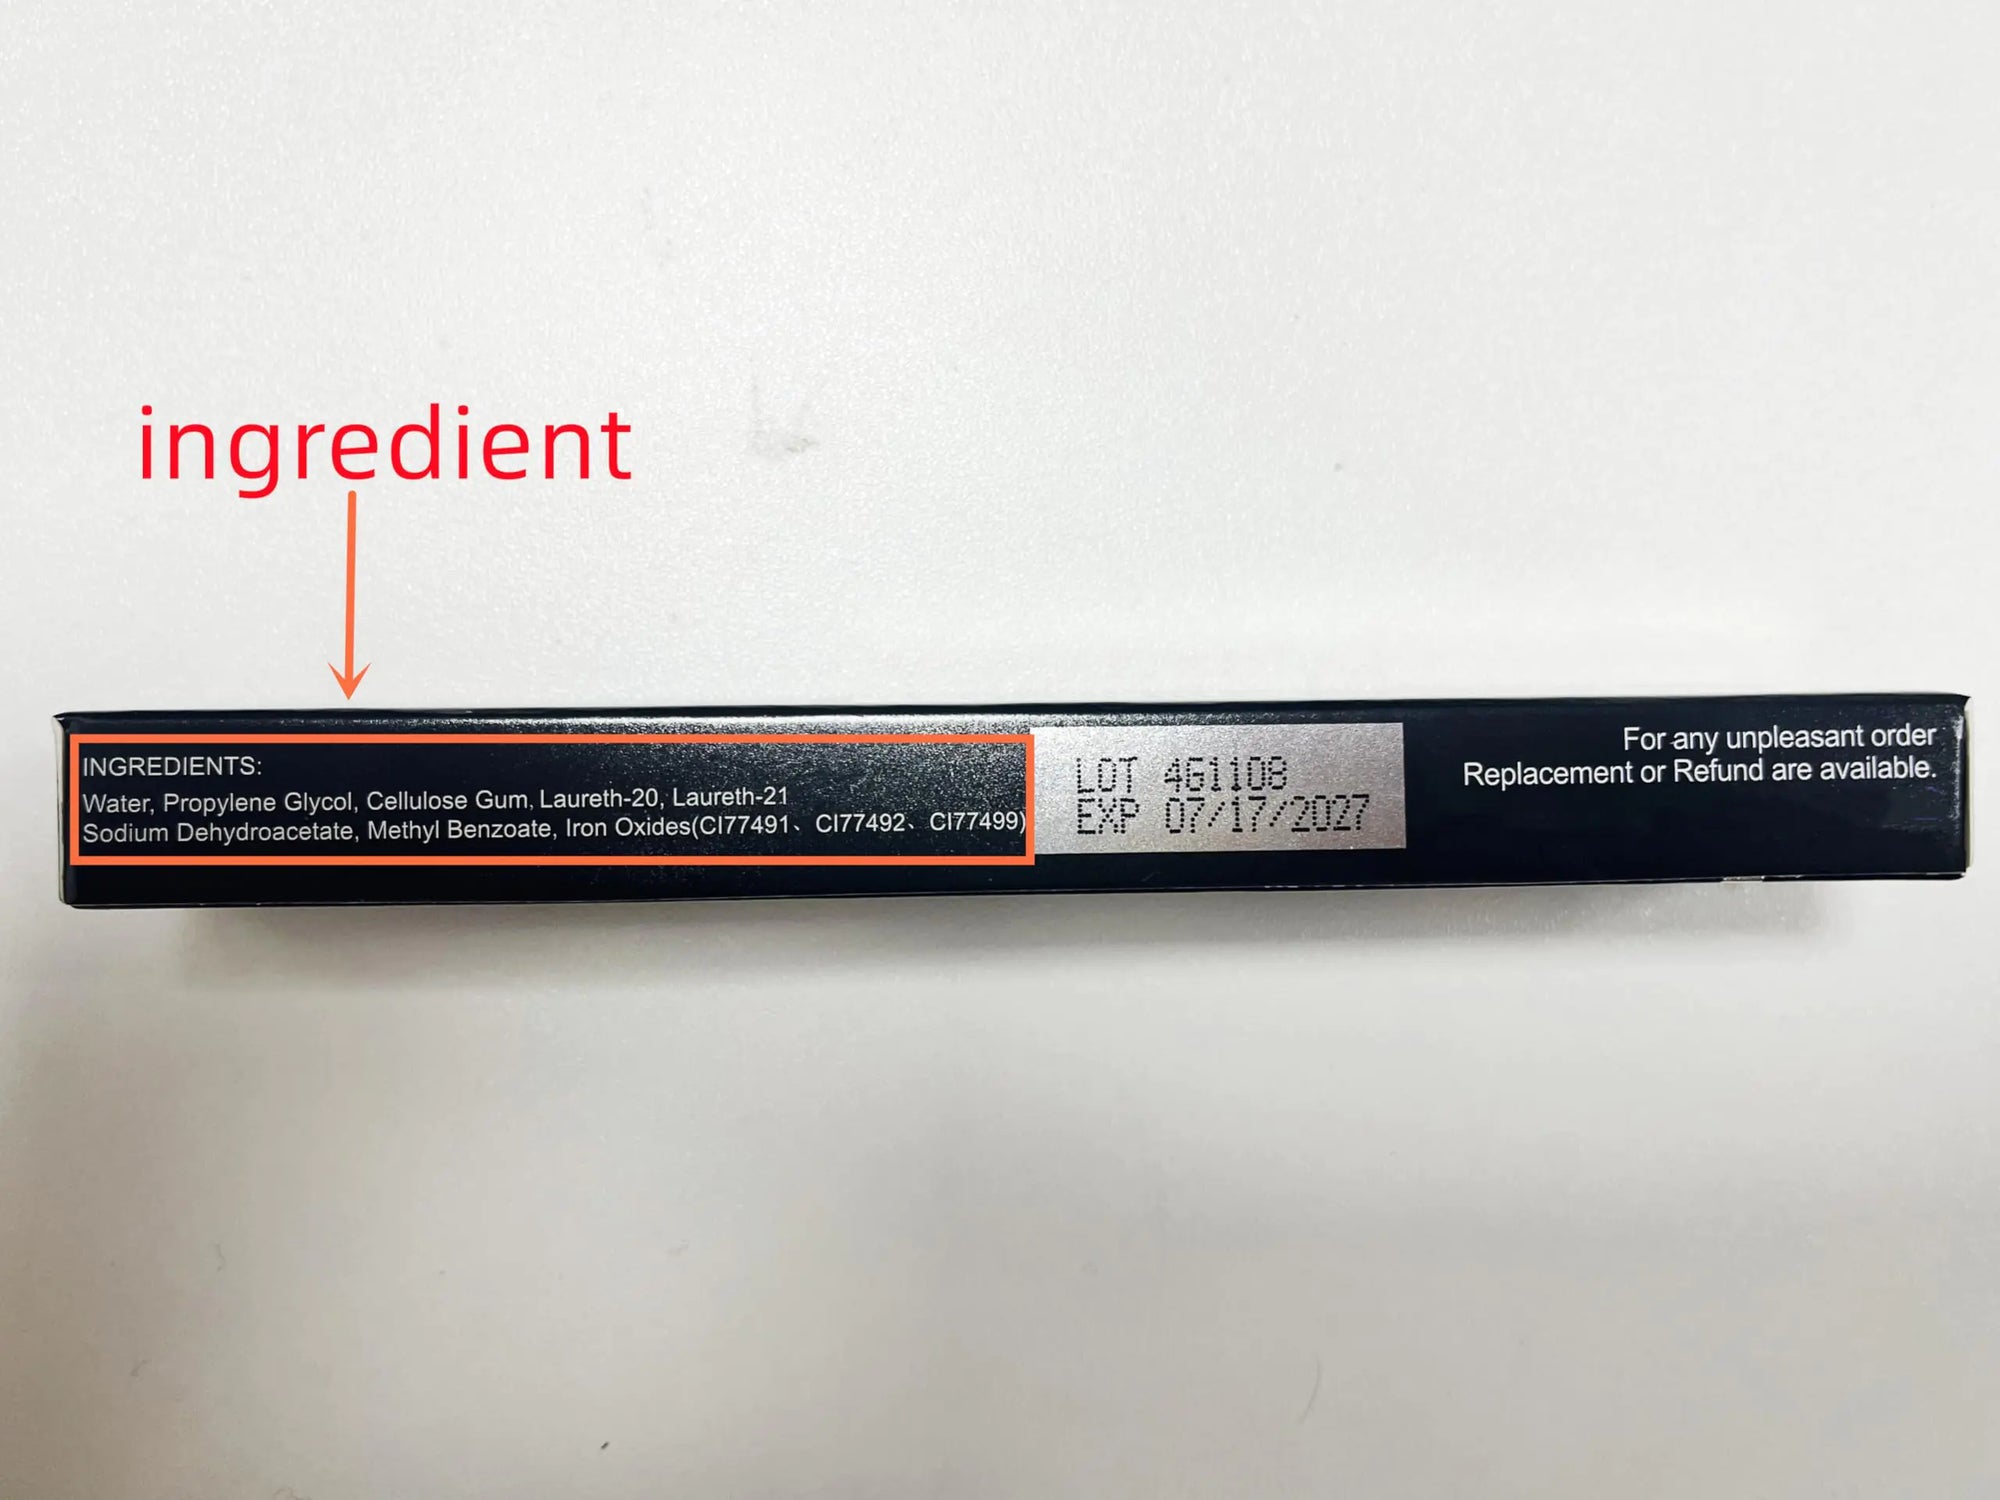 ingredient
INGREDIENTS:
Water, Propylene Glycol, Cellulose Gum, Laureth-20, Laureth-21
Sodium Dehydroacetate, Methyl Benzoate, Iron Oxides(CI77491、CI77492、CI77499)
LOT 4G1108
EXP 07/17/2027
For any unpleasant order
Replacement or Refund are available.